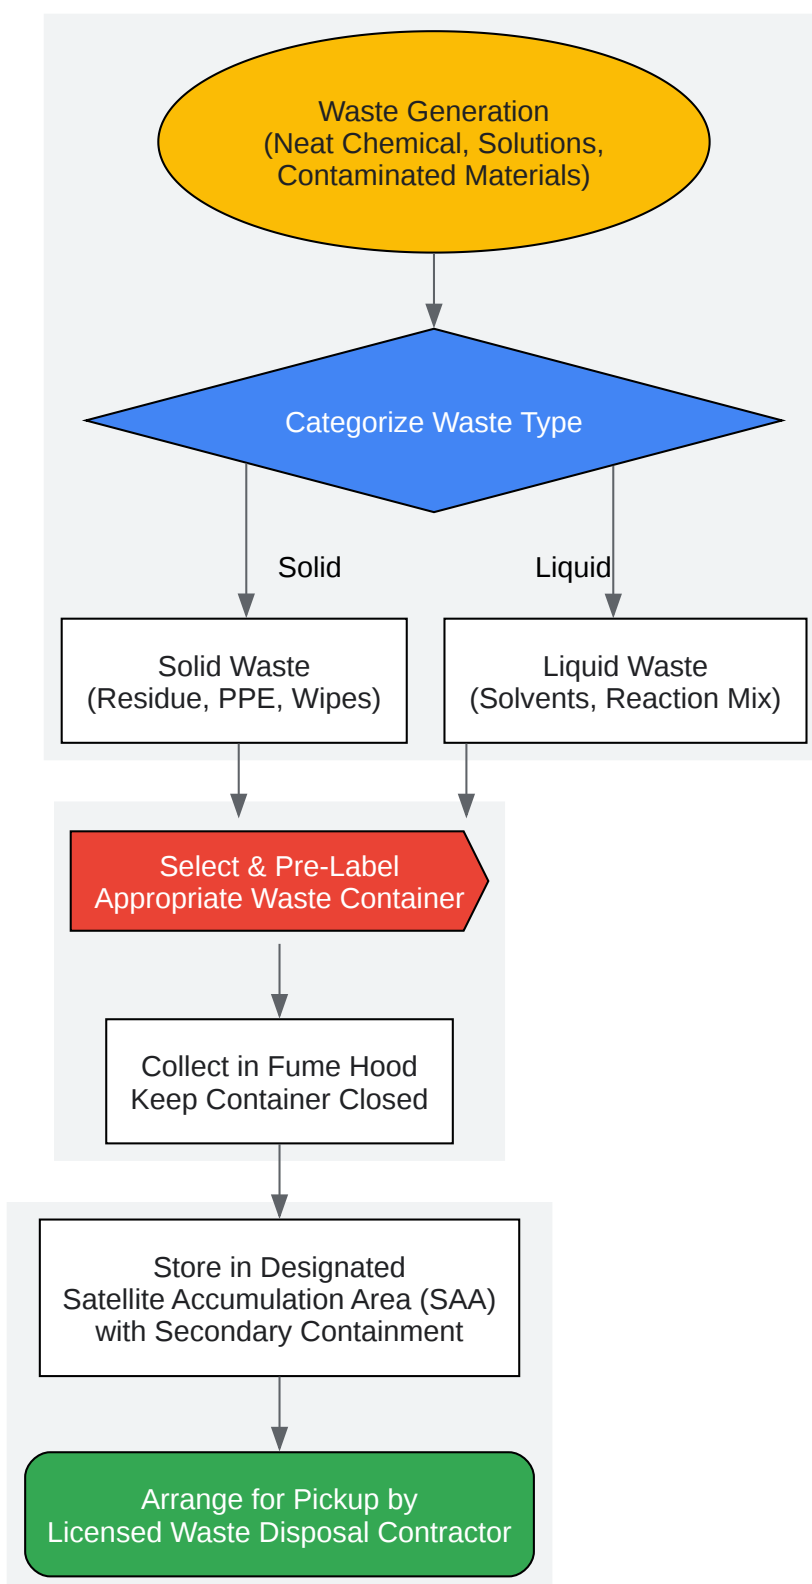 Waste Generation
(Neat Chemical, Solutions,
Contaminated Materials)
Categorize Waste Type
Solid
Liquid
Solid Waste
(Residue, PPE, Wipes)
Liquid Waste
(Solvents, Reaction Mix)
Select & Pre-Label
Appropriate Waste Container
Collect in Fume Hood
Keep Container Closed
Store in Designated
Satellite Accumulation Area (SAA)
with Secondary Containment
Arrange for Pickup by
Licensed Waste Disposal Contractor